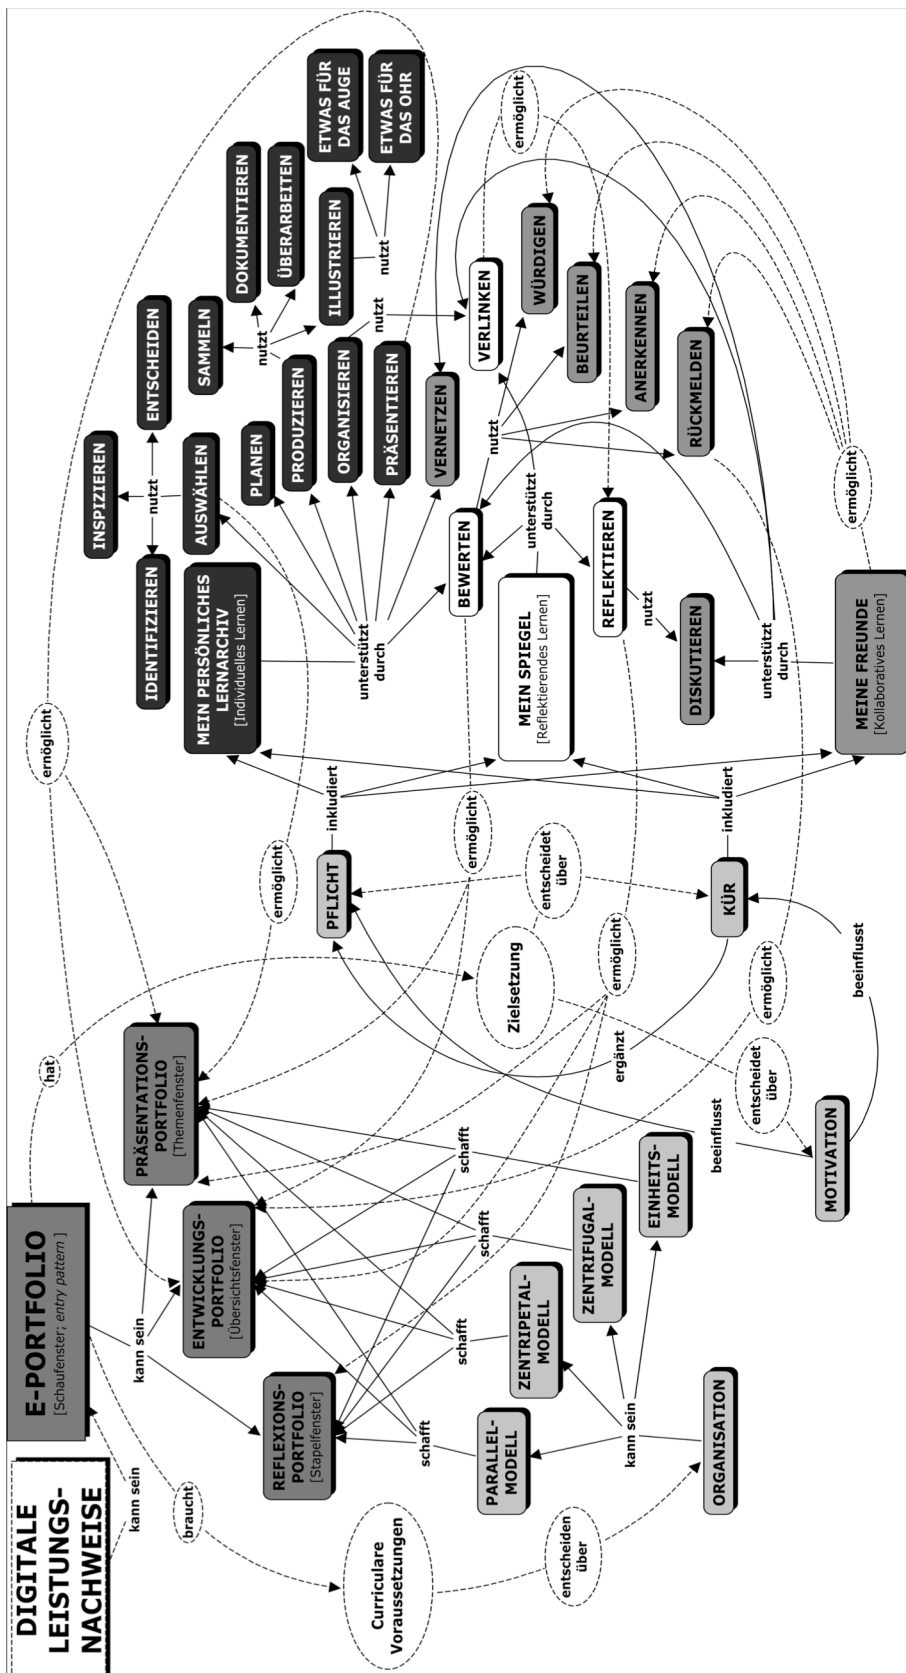 DIGITALE
LEISTUNGS-
NACHWEISE
kann sein
E-PORTFOLIO
[Schaufenster; entry pattern ]
hat
braucht
kann sein
PRÄSENTATIONS-
PORTFOLIO
[Themenfenster]
ENTWICKLUNGS-
PORTFOLIO
[Übersichtsfenster]
REFLEXIONS-
PORTFOLIO
[Stapelfenster]
Curriculare
Voraussetzungen
entscheiden
über
schafft
schafft
schafft
schafft
PARALLEL-
MODELL
ZENTRIPETAL-
MODELL
ZENTRIFUGAL-
MODELL
EINHEITS-
MODELL
kann sein
ORGANISATION
MOTIVATION
beeinflusst
beeinflusst
entscheidet
über
Zielsetzung
entscheidet
über
ergänzt
PFLICHT
KÜR
inkludiert
inkludiert
ernöglicht
ermöglicht
ermöglicht
ermöglicht
ermöglicht
MEIN PERSÖNLICHES
LERNARCHIV
[Individuelles Lernen]
MEIN SPIEGEL
[Reflektierendes Lernen]
MEINE FREUNDE
[Kollaboratives Lernen]
unterstützt
durch
unterstützt
durch
unterstützt
durch
IDENTIFIZIEREN
INSPIZIEREN
ENTSCHEIDEN
nutzt
AUSWÄHLEN
PLANEN
PRODUZIEREN
ORGANISIEREN
PRÄSENTIEREN
VERNETZEN
BEWERTEN
REFLEKTIEREN
nutzt
DISKUTIEREN
SAMMELN
DOKUMENTIEREN
ÜBERARBEITEN
ILLUSTRIEREN
nutzt
nutzt
ETWAS FÜR
DAS AUGE
ETWAS FÜR
DAS OHR
nutzt
VERLINKEN
ermöglicht
nutzt
WÜRDIGEN
BEURTEILEN
ANERKENNEN
RÜCKMELDEN
ermöglicht